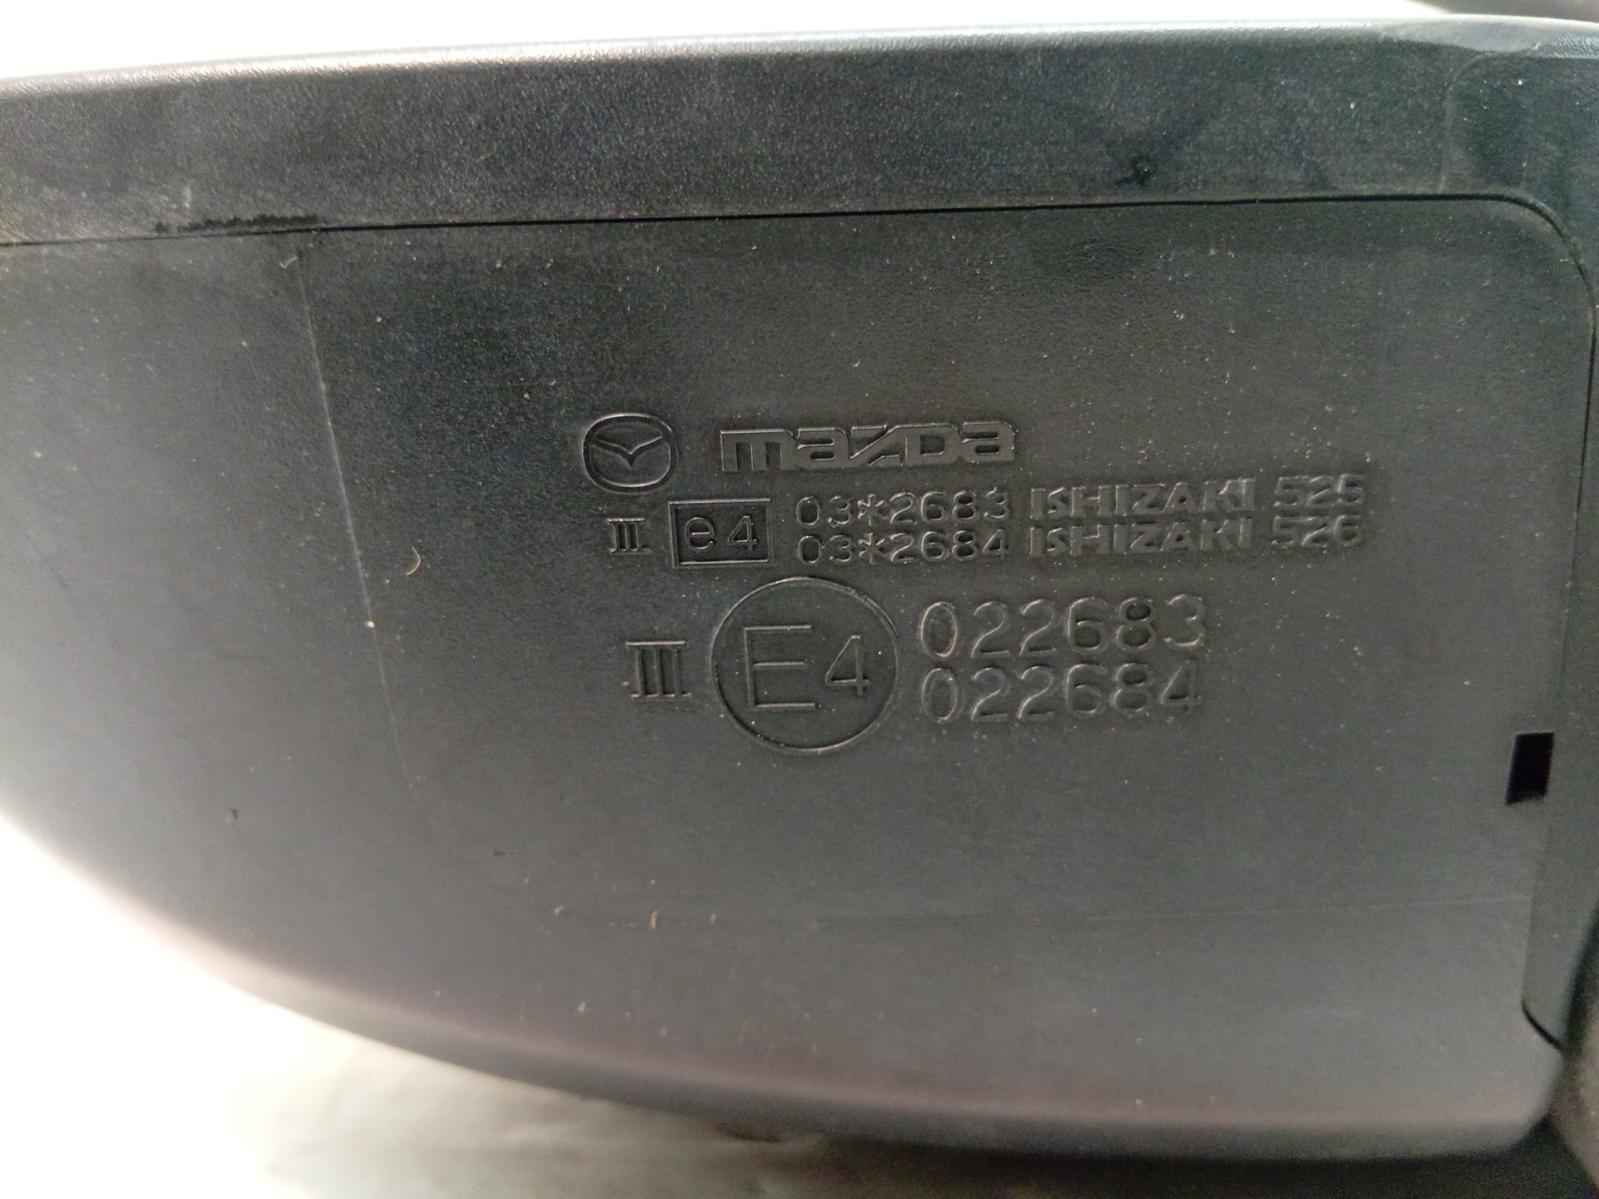 mazda
III e4 03*2683 ISHIZAKI 525
03*2684 ISHIZAKI 526
III E4 022683
022684